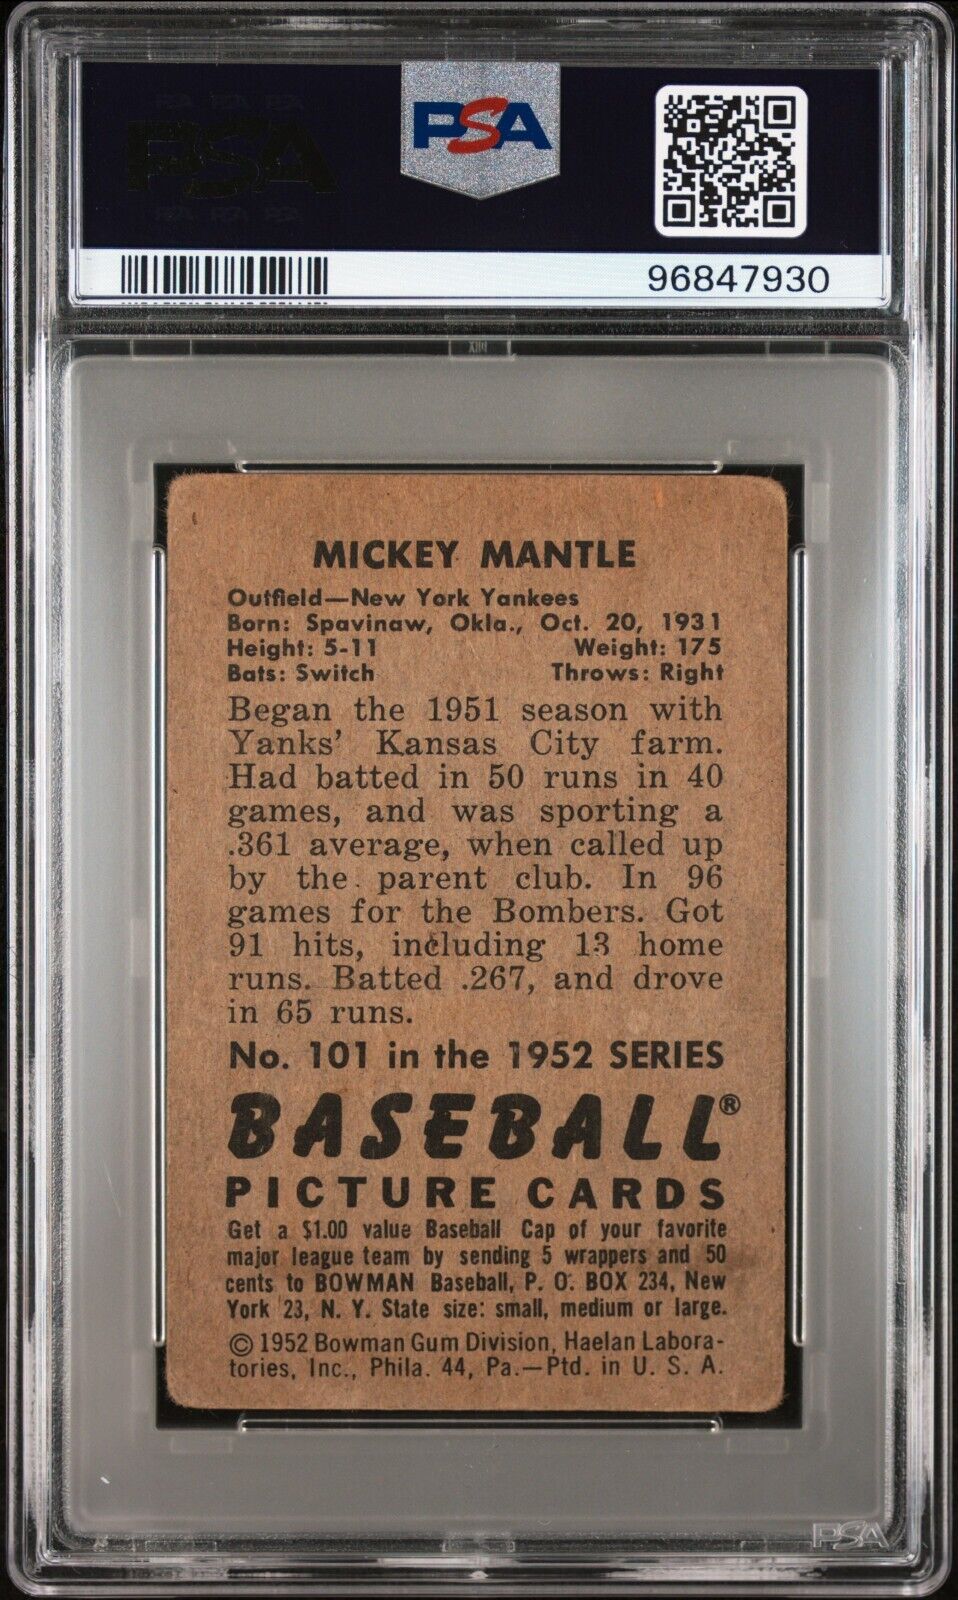 PSA PSA PSA
PSA
PSA PSA PSA
PSA
96847930
MICKEY MANTLE
Outfield—New York Yankees
Born: Spavinaw, Okla., Oct. 20, 1931
Height: 5-11 Weight: 175
Bats: Switch Throws: Right
Began the 1951 season with
Yanks' Kansas City farm.
Had batted in 50 runs in 40
games, and was sporting a
.361 average, when called up
by the parent club. In 96
games for the Bombers. Got
91 hits, including 13 home
runs. Batted .267, and drove
in 65 runs.
No. 101 in the 1952 SERIES
BASEBALL®
PICTURE CARDS
Get a $1.00 value Baseball Cap of your favorite
major league team by sending 5 wrappers and 50
cents to BOWMAN Baseball, P. O. BOX 234, New
York 23, N. Y. State size: small, medium or large.
© 1952 Bowman Gum Division, Haelan Labora-
tories, Inc., Phila. 44, Pa.—Ptd. in U. S. A.
PSA